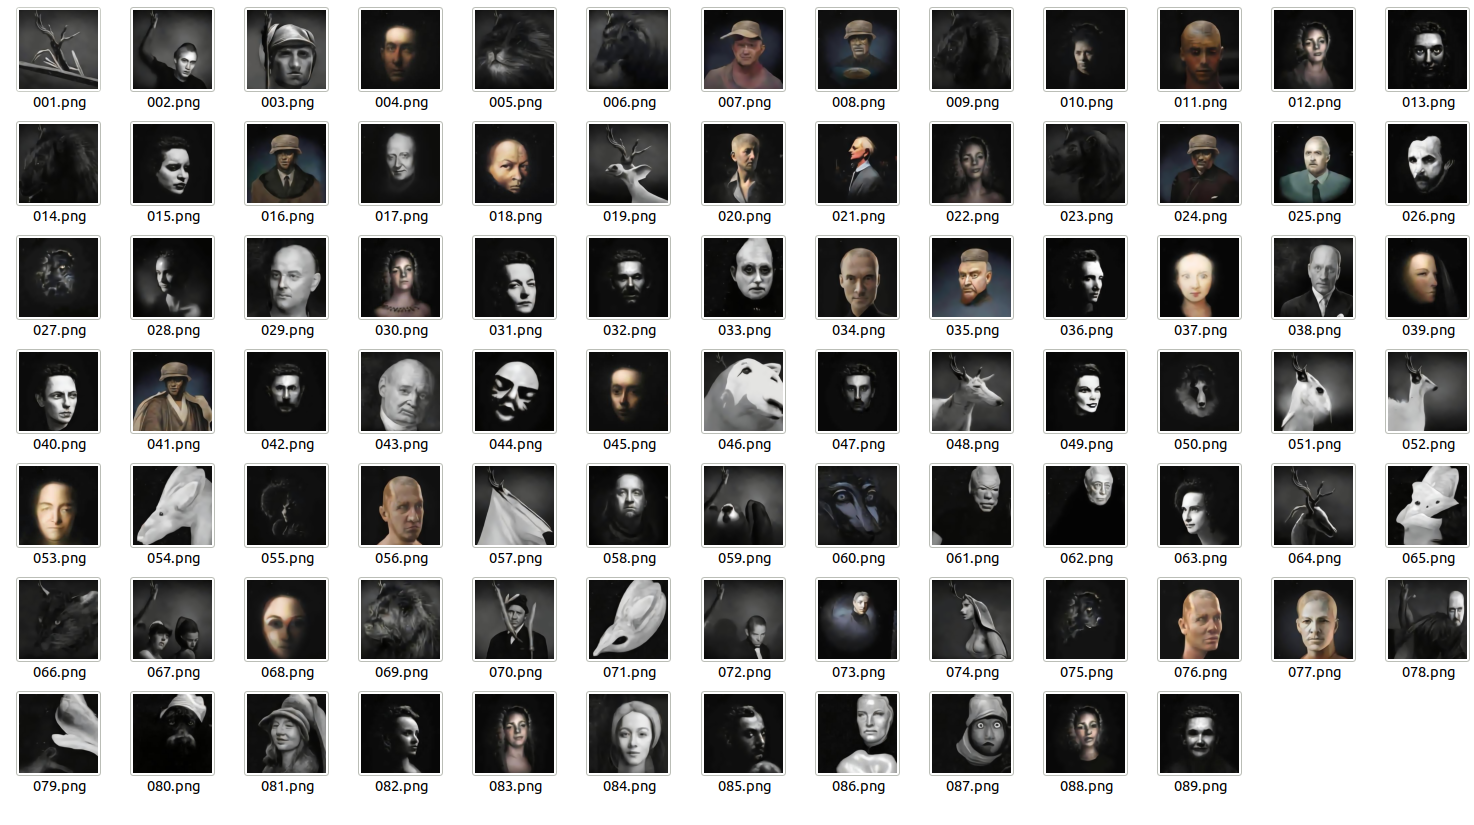 001.png 002.png 003.png 004.png 005.png 006.png 007.png 008.png 009.png 010.png 011.png 012.png 013.png
014.png 015.png 016.png 017.png 018.png 019.png 020.png 021.png 022.png 023.png 024.png 025.png 026.png
027.png 028.png 029.png 030.png 031.png 032.png 033.png 034.png 035.png 036.png 037.png 038.png 039.png
040.png 041.png 042.png 043.png 044.png 045.png 046.png 047.png 048.png 049.png 050.png 051.png 052.png
053.png 054.png 055.png 056.png 057.png 058.png 059.png 060.png 061.png 062.png 063.png 064.png 065.png
066.png 067.png 068.png 069.png 070.png 071.png 072.png 073.png 074.png 075.png 076.png 077.png 078.png
079.png 080.png 081.png 082.png 083.png 084.png 085.png 086.png 087.png 088.png 089.png